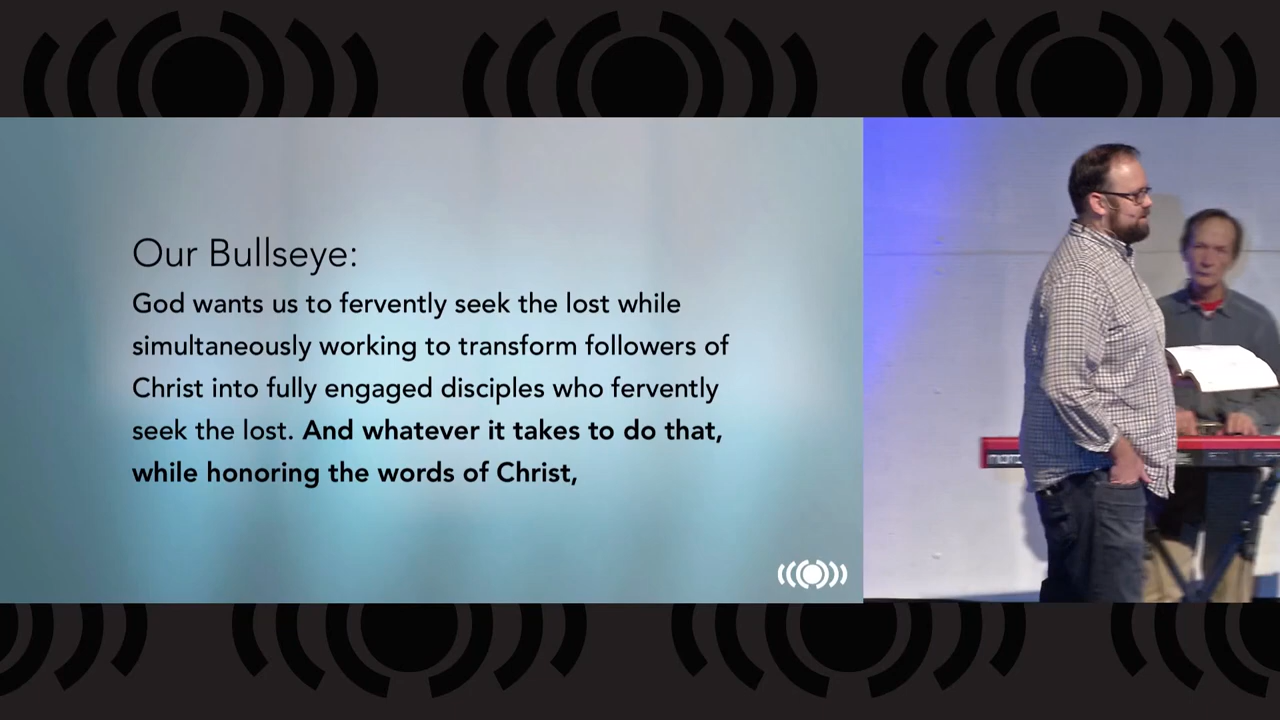 Our Bullseye:
God wants us to fervently seek the lost while
simultaneously working to transform followers of
Christ into fully engaged disciples who fervently
seek the lost. And whatever it takes to do that,
while honoring the words of Christ,